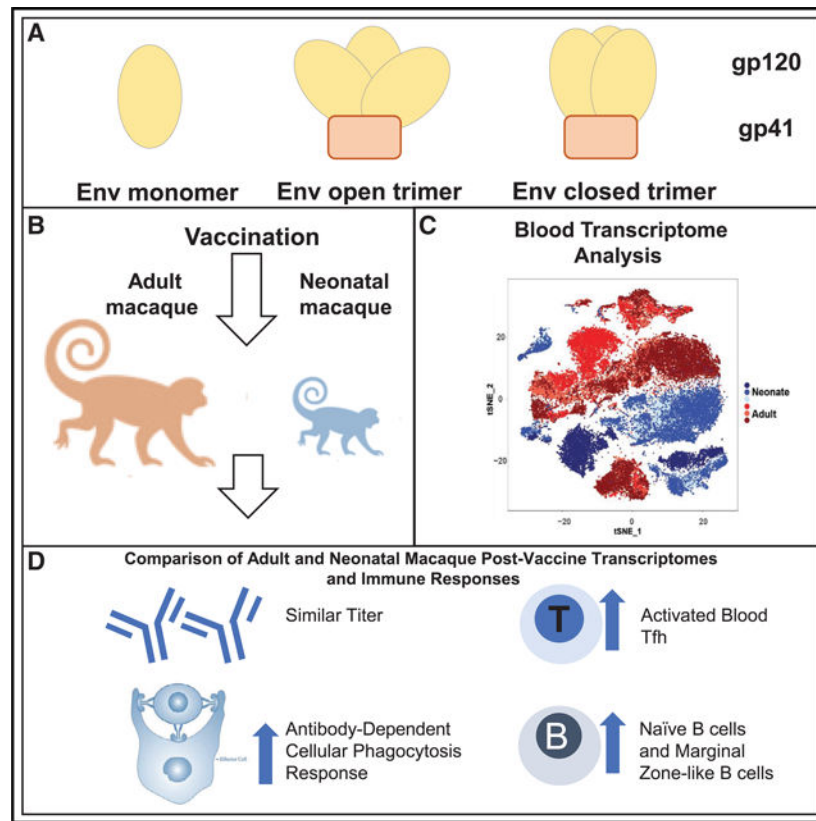 A
gp120
gp41
Env monomer
Env open trimer
Env closed trimer
B
Vaccination
Adult
macaque
Neonatal
macaque
C
Blood Transcriptome
Analysis
20
0
-20
tSNE_2
-20
0
20
tSNE_1
Neonate
Adult
D
Comparison of Adult and Neonatal Macaque Post-Vaccine Transcriptomes
and Immune Responses
Similar Titer
T
Activated Blood
Tfh
Antibody-Dependent
Cellular Phagocytosis
Response
B
Naïve B cells
and Marginal
Zone-like B cells